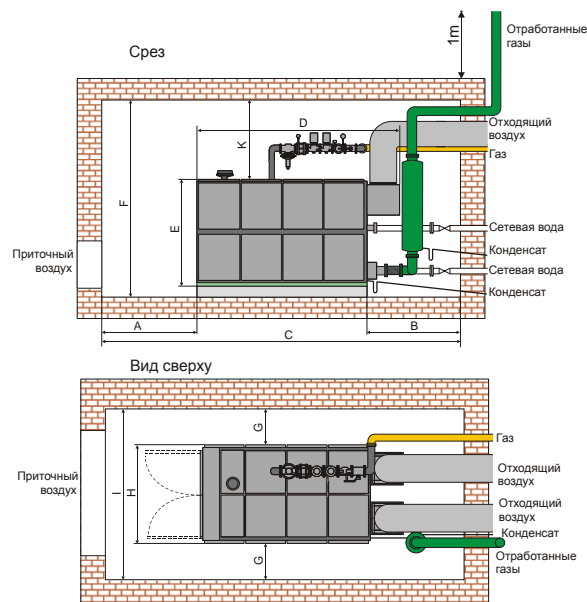 Срез
1m
Отработанные
газы
D
K
Отходящий
воздух
Газ
F
E
Сетевая вода
Приточный
воздух
Конденсат
Сетевая вода
Конденсат
A
C
B
Вид сверху
G
Газ
Приточный
воздух
I
H
Отходящий
воздух
Отходящий
воздух
Конденсат
G
Отработанные
газы